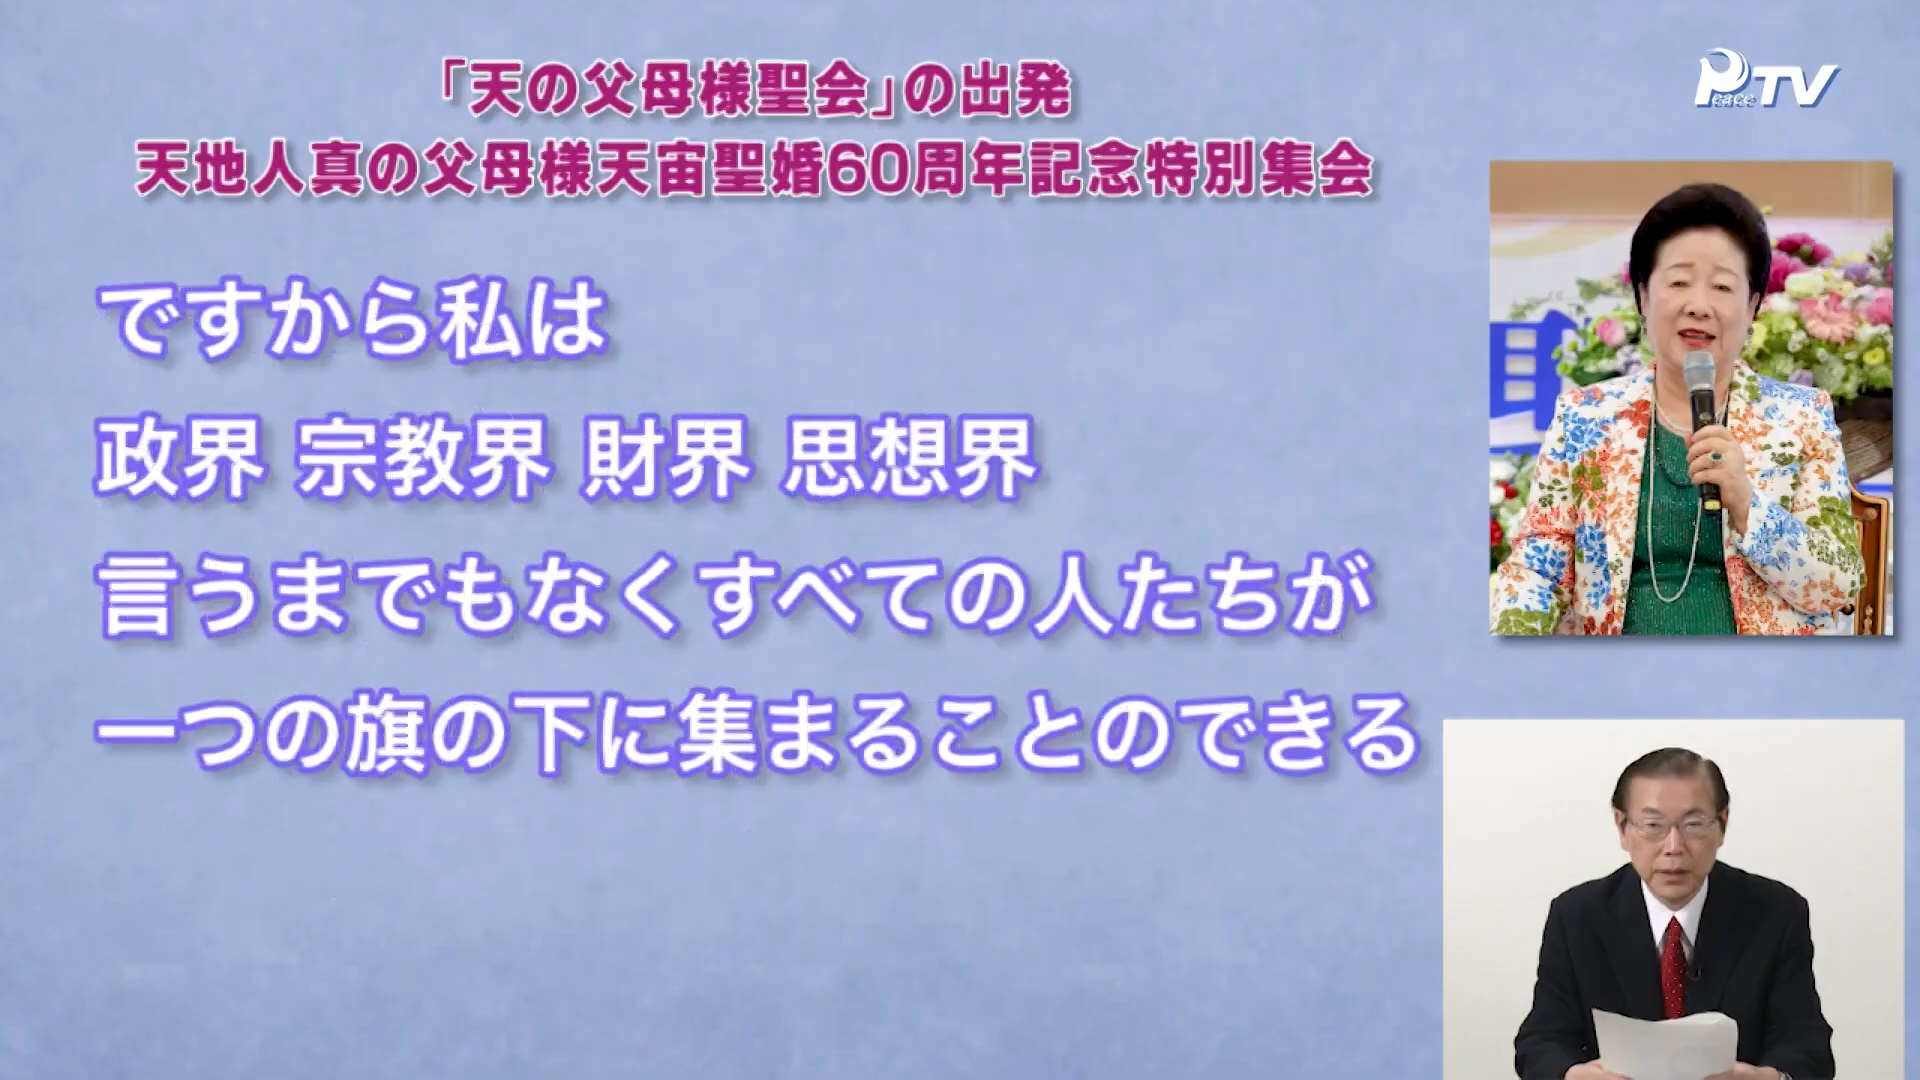 「天の父母様聖会」の出発
天地人真の父母様天宙聖婚60周年記念特別集会
Peace TV
ですから私は
政界 宗教界 財界 思想界
言うまでもなくすべての人たちが
一つの旗の下に集まることのできる